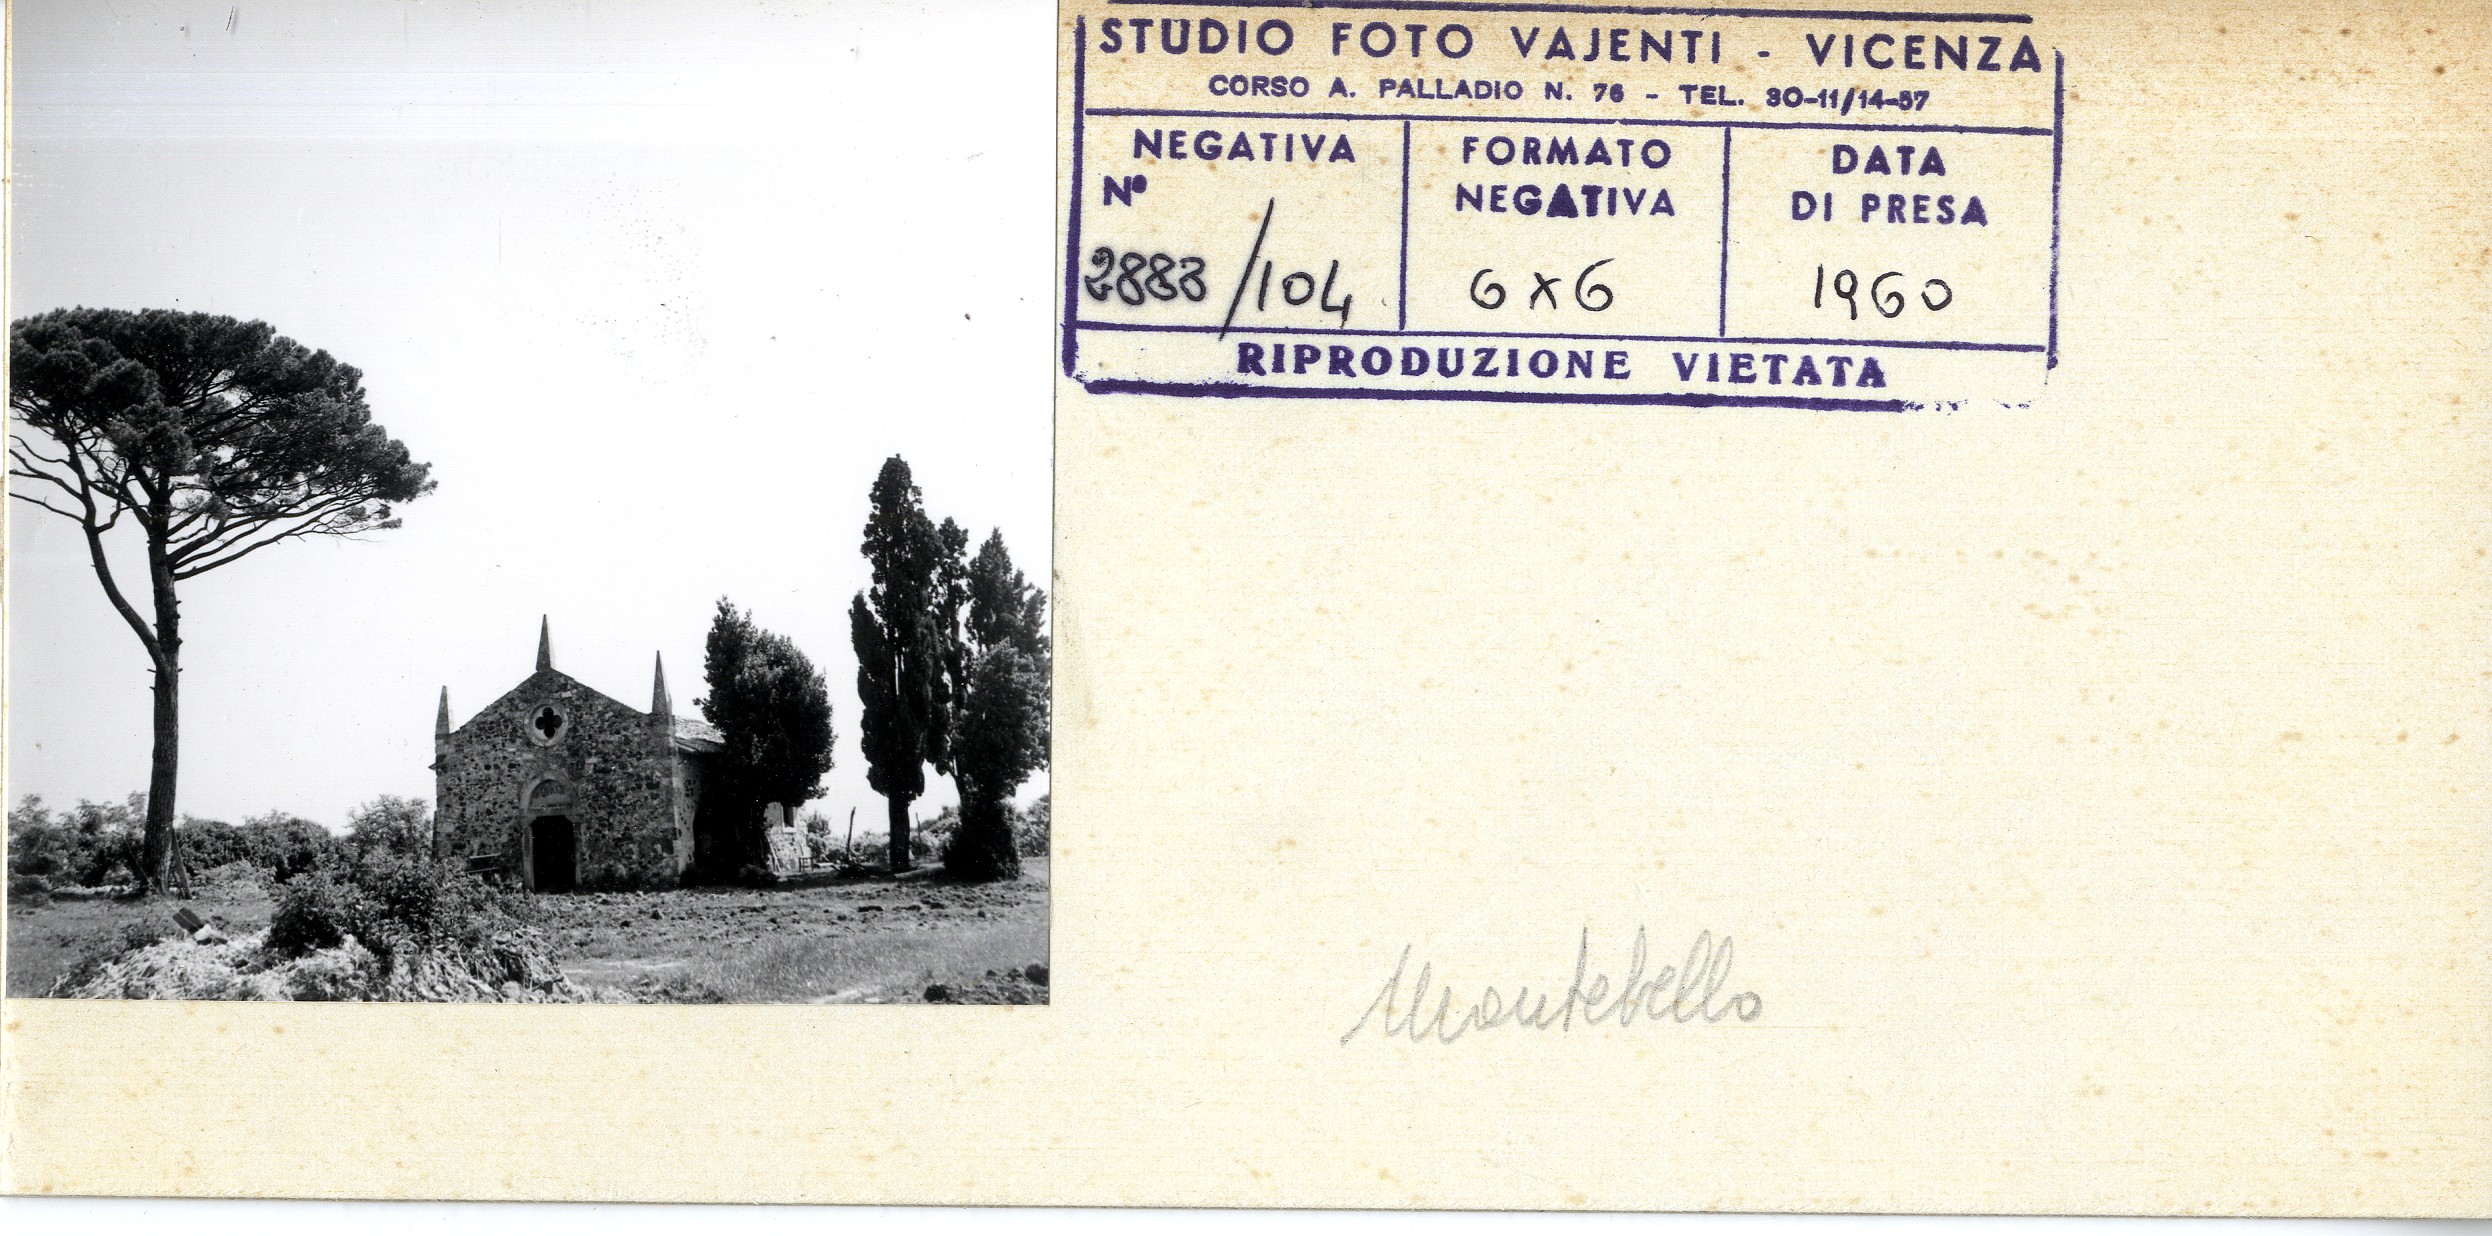 STUDIO FOTO VAJENTI - VICENZA
CORSO A. PALLADIO N. 76 - TEL. 30-11/14-57
NEGATIVA
Nº
2883/104
FORMATO
NEGATIVA
6x6
DATA
DI PRESA
1960
RIPRODUZIONE VIETATA
Montebello